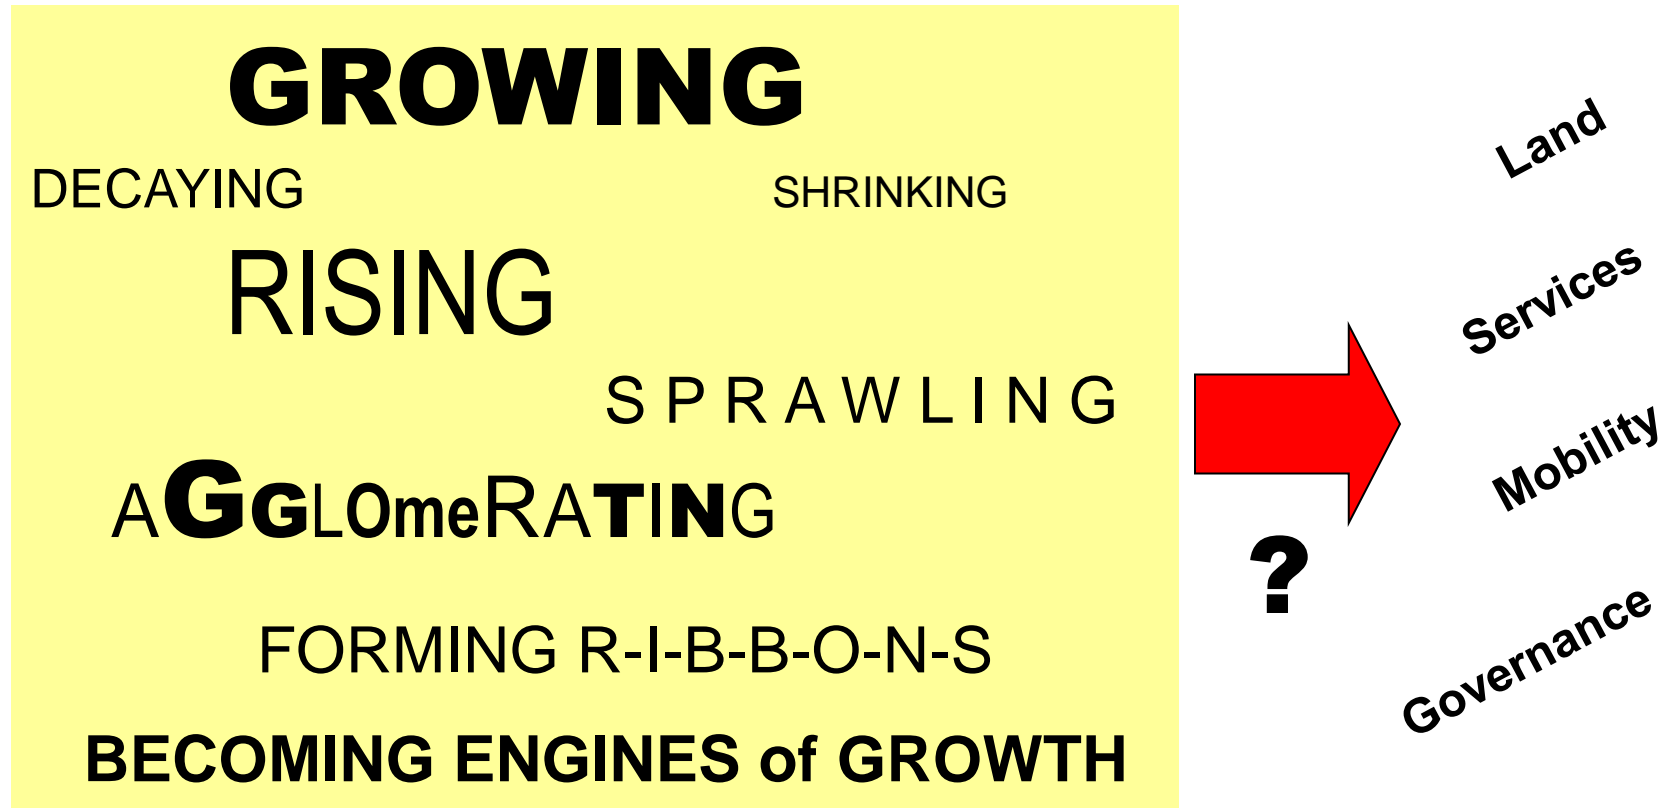 GROWING
DECAYING
SHRINKING
RISING
S P R A W L I N G
AGGLOmeRATING
FORMING R-I-B-B-O-N-S
BECOMING ENGINES of GROWTH
?
Land
Services
Mobility
Governance